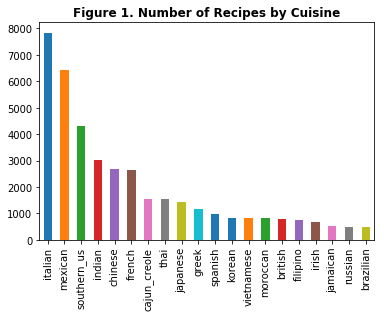 Figure 1. Number of Recipes by Cuisine
8000
7000
6000
5000
4000
3000
2000
1000
0
italian
mexican
southern_us
indian
chinese
french
cajun_creole
thai
japanese
greek
spanish
korean
vietnamese
moroccan
british
filipino
irish
jamaican
russian
brazilian